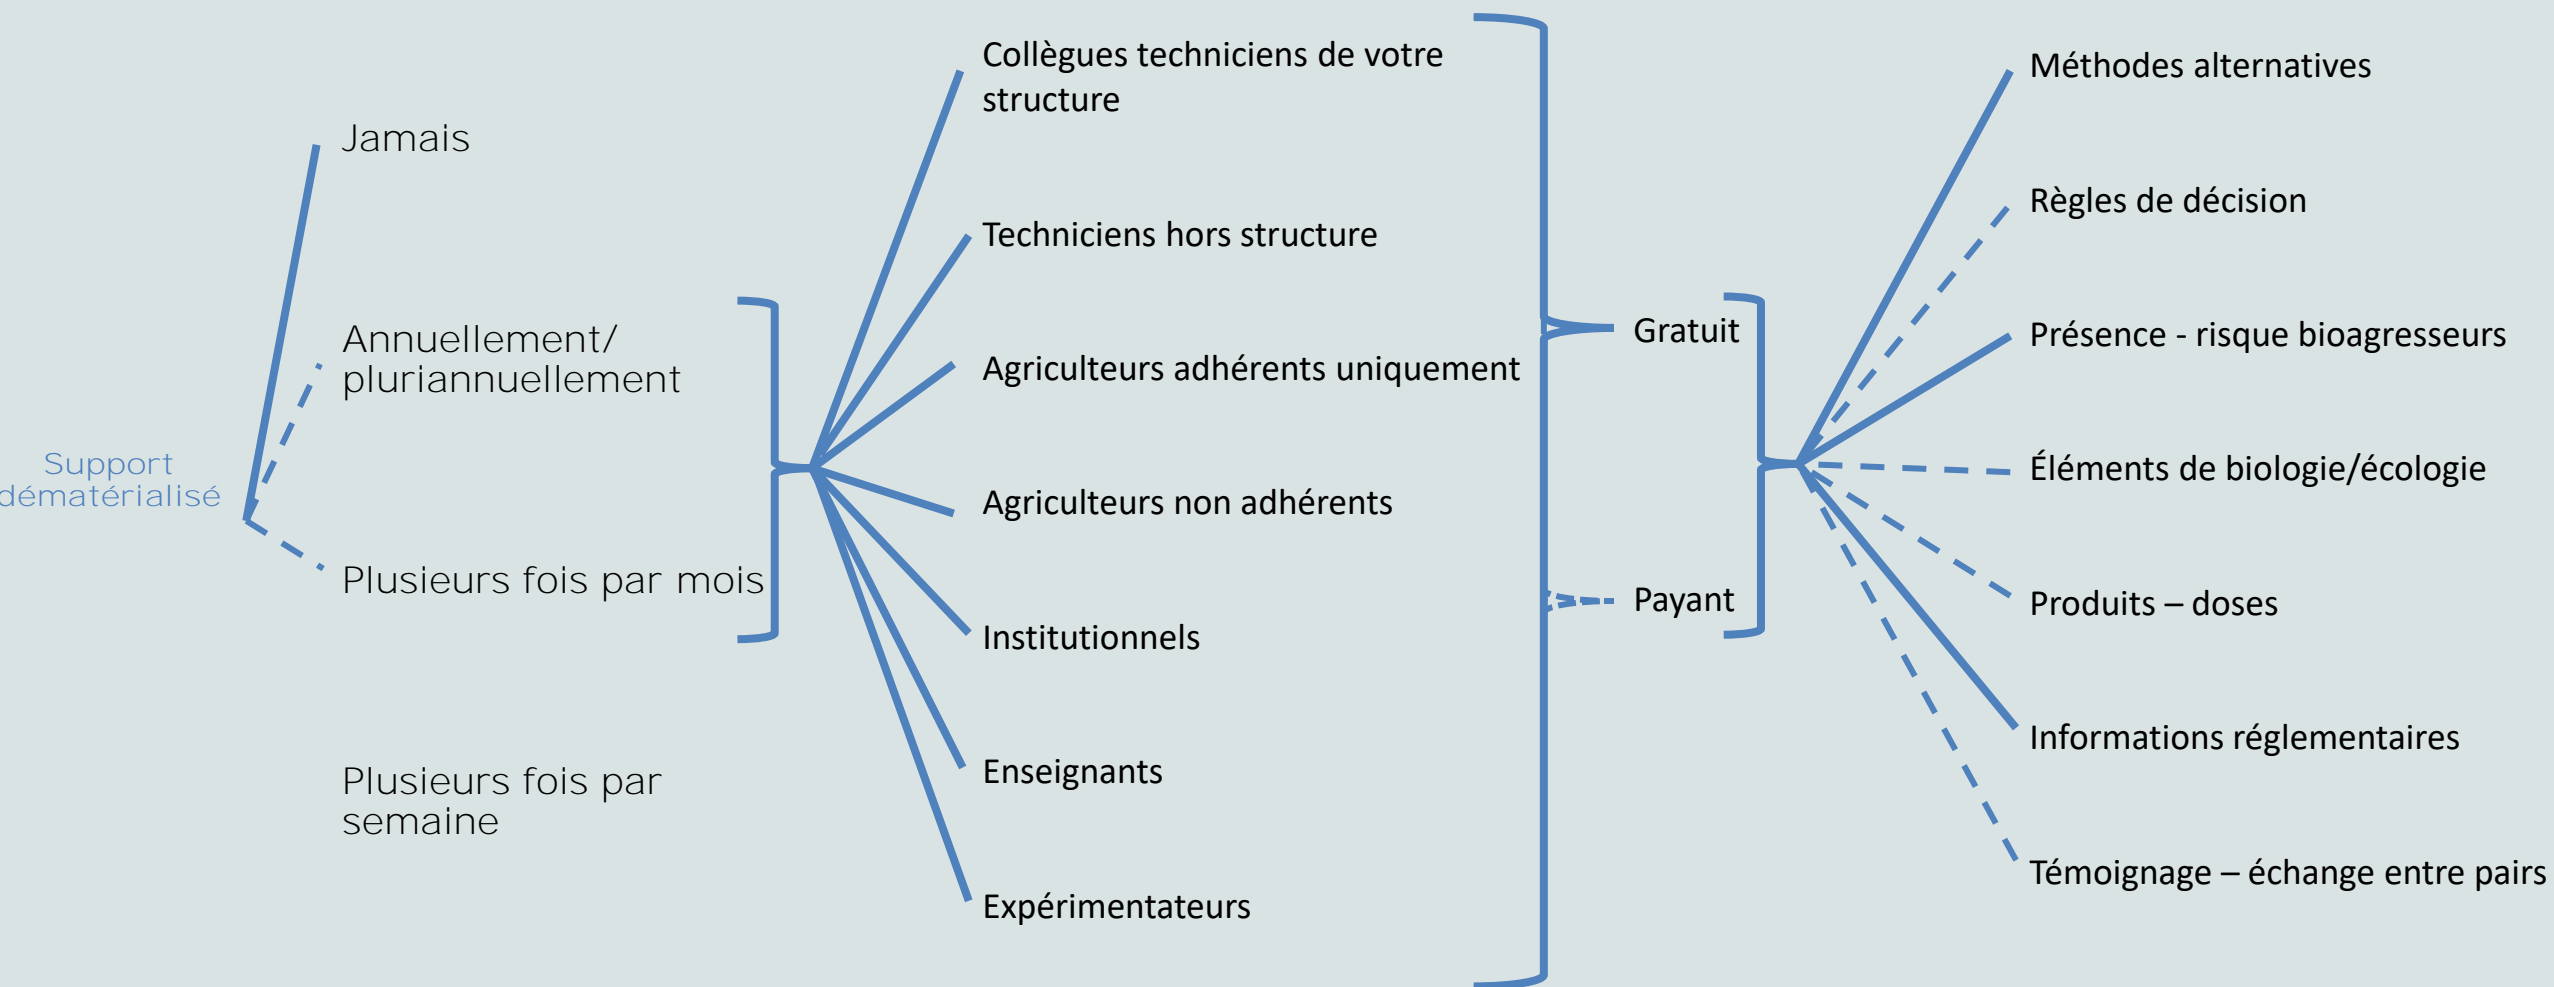 Support
dématérialisé
Jamais
Annuellement/
pluriannuellement
Plusieurs fois par mois
Plusieurs fois par
semaine
Collègues techniciens de votre
structure
Techniciens hors structure
Agriculteurs adhérents uniquement
Agriculteurs non adhérents
Institutionnels
Enseignants
Expérimentateurs
Gratuit
Payant
Méthodes alternatives
Règles de décision
Présence - risque bioagresseurs
Éléments de biologie/écologie
Produits – doses
Informations réglementaires
Témoignage – échange entre pairs